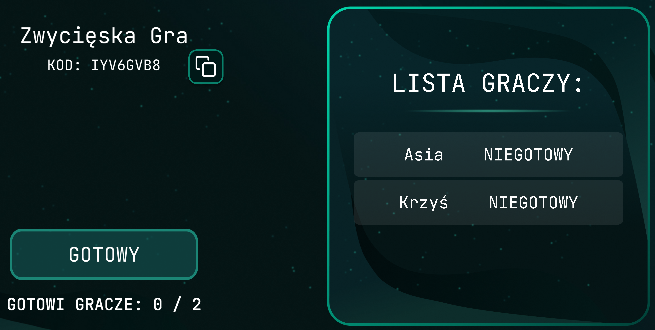 Zwycięska Gra
KOD: IYV6GVB8
GOTOWY
GOTOWI GRACZE: 0 / 2
LISTA GRACZY:
Asia NIEGOTOWY
Krzyś NIEGOTOWY